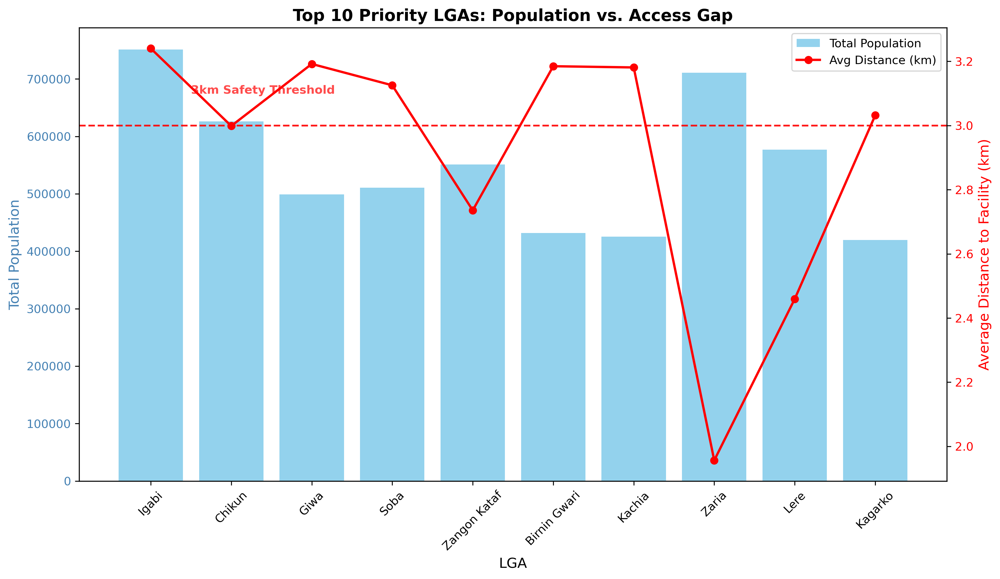 Top 10 Priority LGAs: Population vs. Access Gap
Total Population
Avg Distance (km)
3km Safety Threshold
Total Population
700000
600000
500000
400000
300000
200000
100000
0
3.2
3.0
2.8
2.6
2.4
2.2
2.0
Average Distance to Facility (km)
Igabi
Chikun
Giwa
Soba
Zangon Kataf
Birnin Gwari
Kachia
Zaria
Lere
Kagarko
LGA